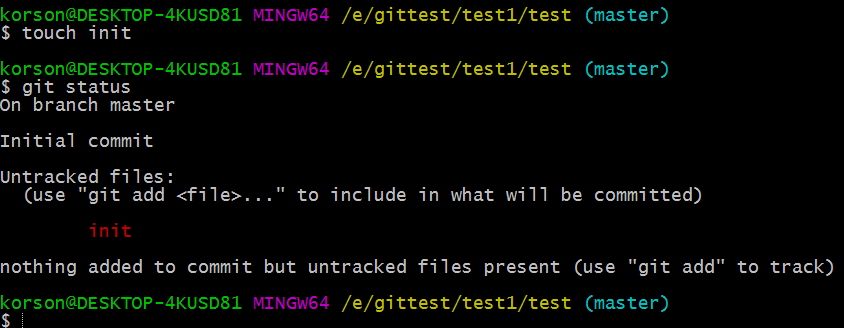 korson@DESKTOP-4KUSD81 MINGW64 /e/gittest/test1/test (master)
$ touch init
korson@DESKTOP-4KUSD81 MINGW64 /e/gittest/test1/test (master)
$ git status
On branch master
Initial commit
Untracked files:
  (use "git add <file>..." to include in what will be committed)
        init
nothing added to commit but untracked files present (use "git add" to track)
korson@DESKTOP-4KUSD81 MINGW64 /e/gittest/test1/test (master)
$